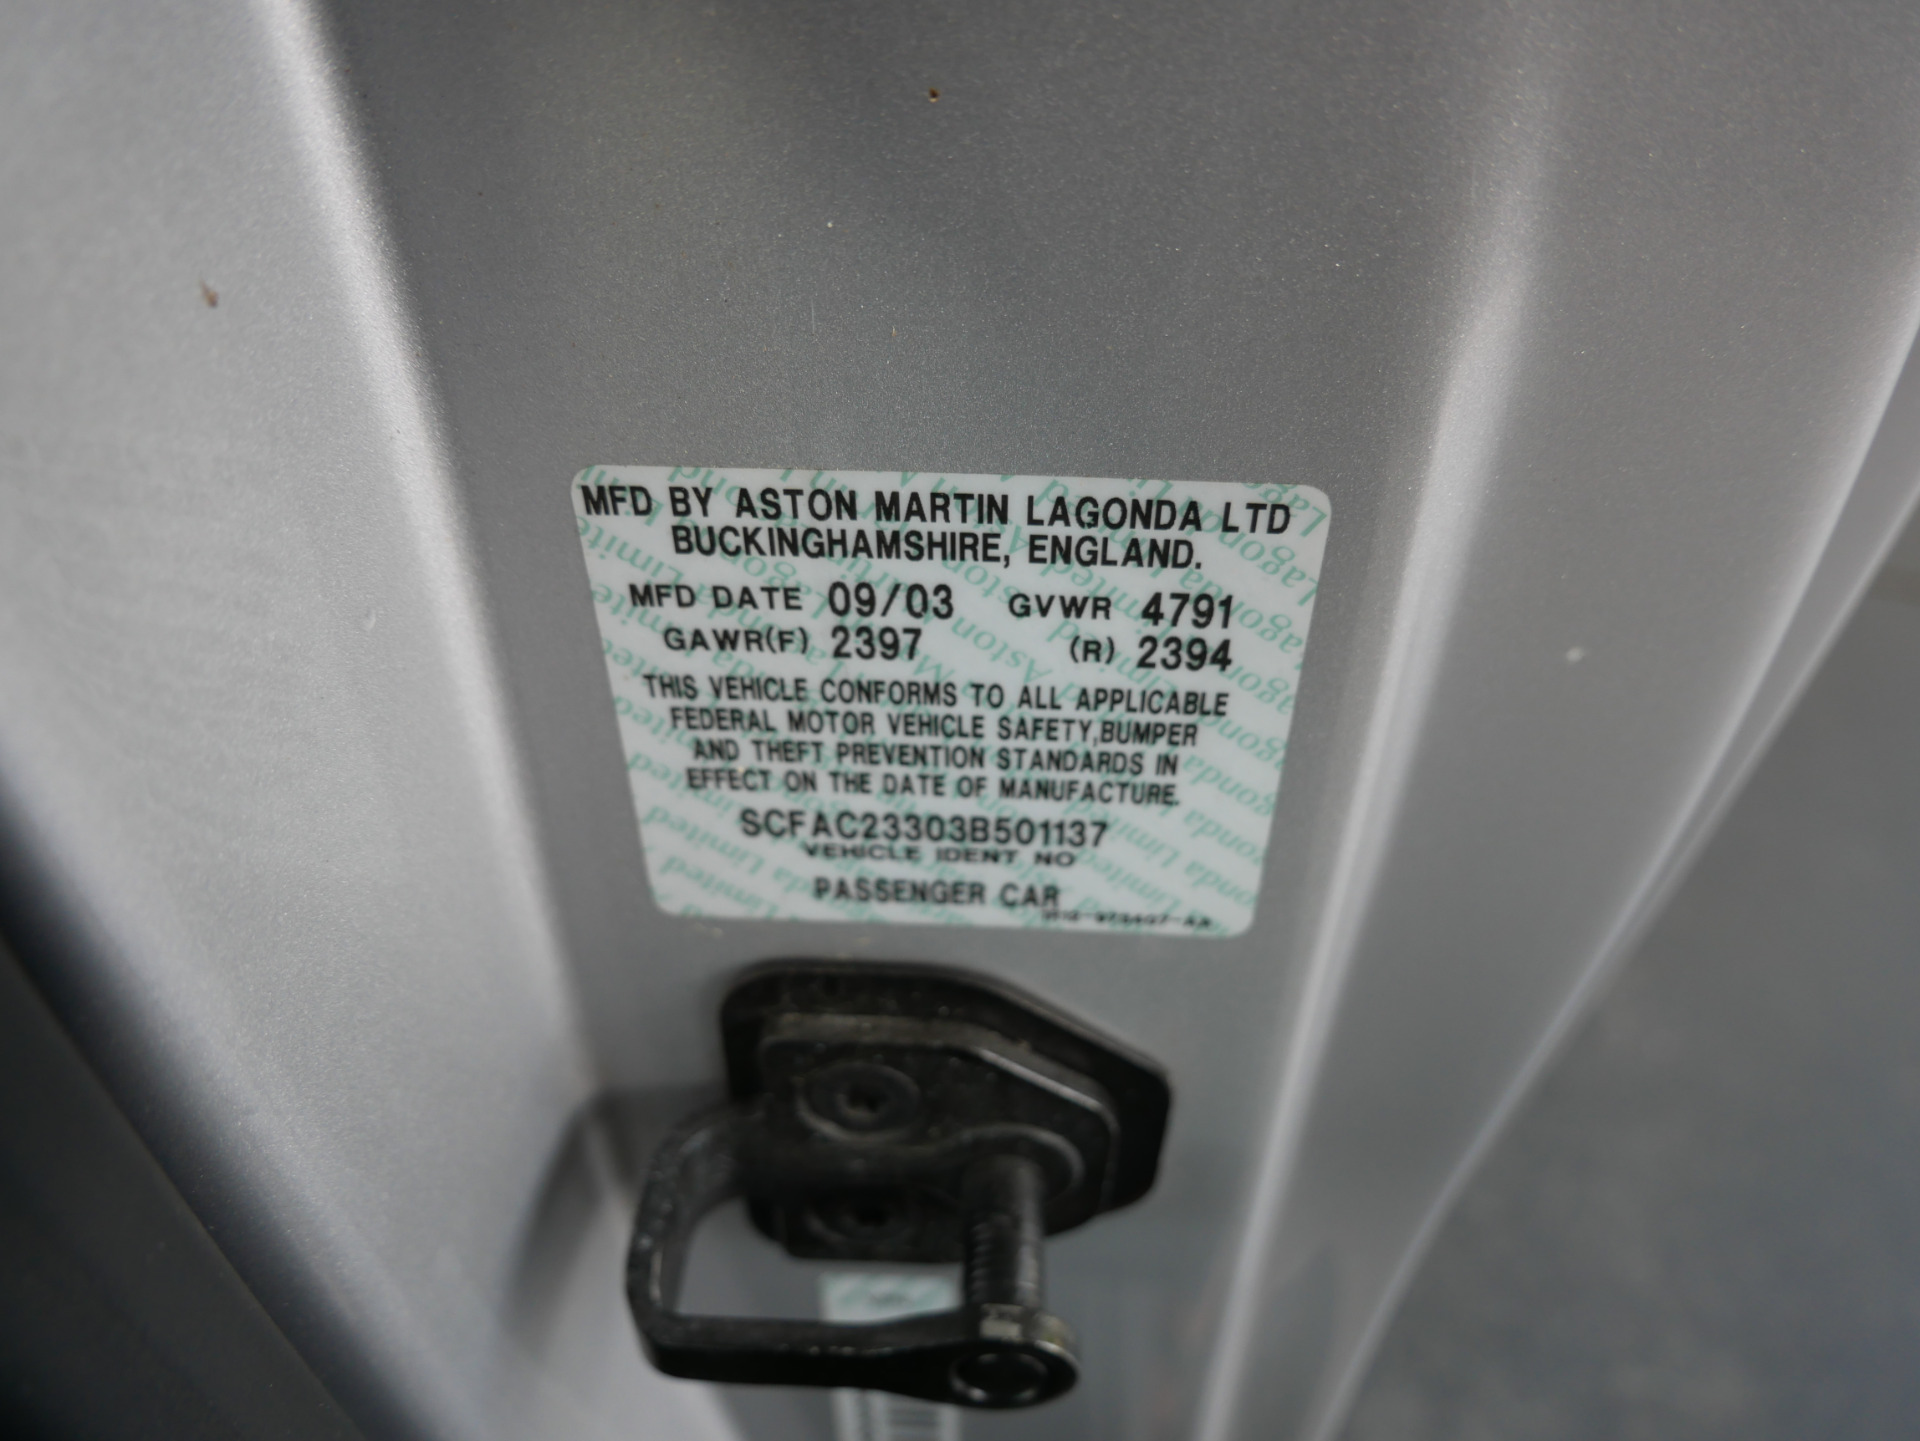 MFD BY ASTON MARTIN LAGONDA LTD
BUCKINGHAMSHIRE, ENGLAND.
MFD DATE 09/03 GVWR 4791
GAWR(F) 2397 (R) 2394
THIS VEHICLE CONFORMS TO ALL APPLICABLE
FEDERAL MOTOR VEHICLE SAFETY,BUMPER
AND THEFT PREVENTION STANDARDS IN
EFFECT ON THE DATE OF MANUFACTURE.
SCFAC23303B501137
VEHICLE IDENT NO
PASSENGER CAR